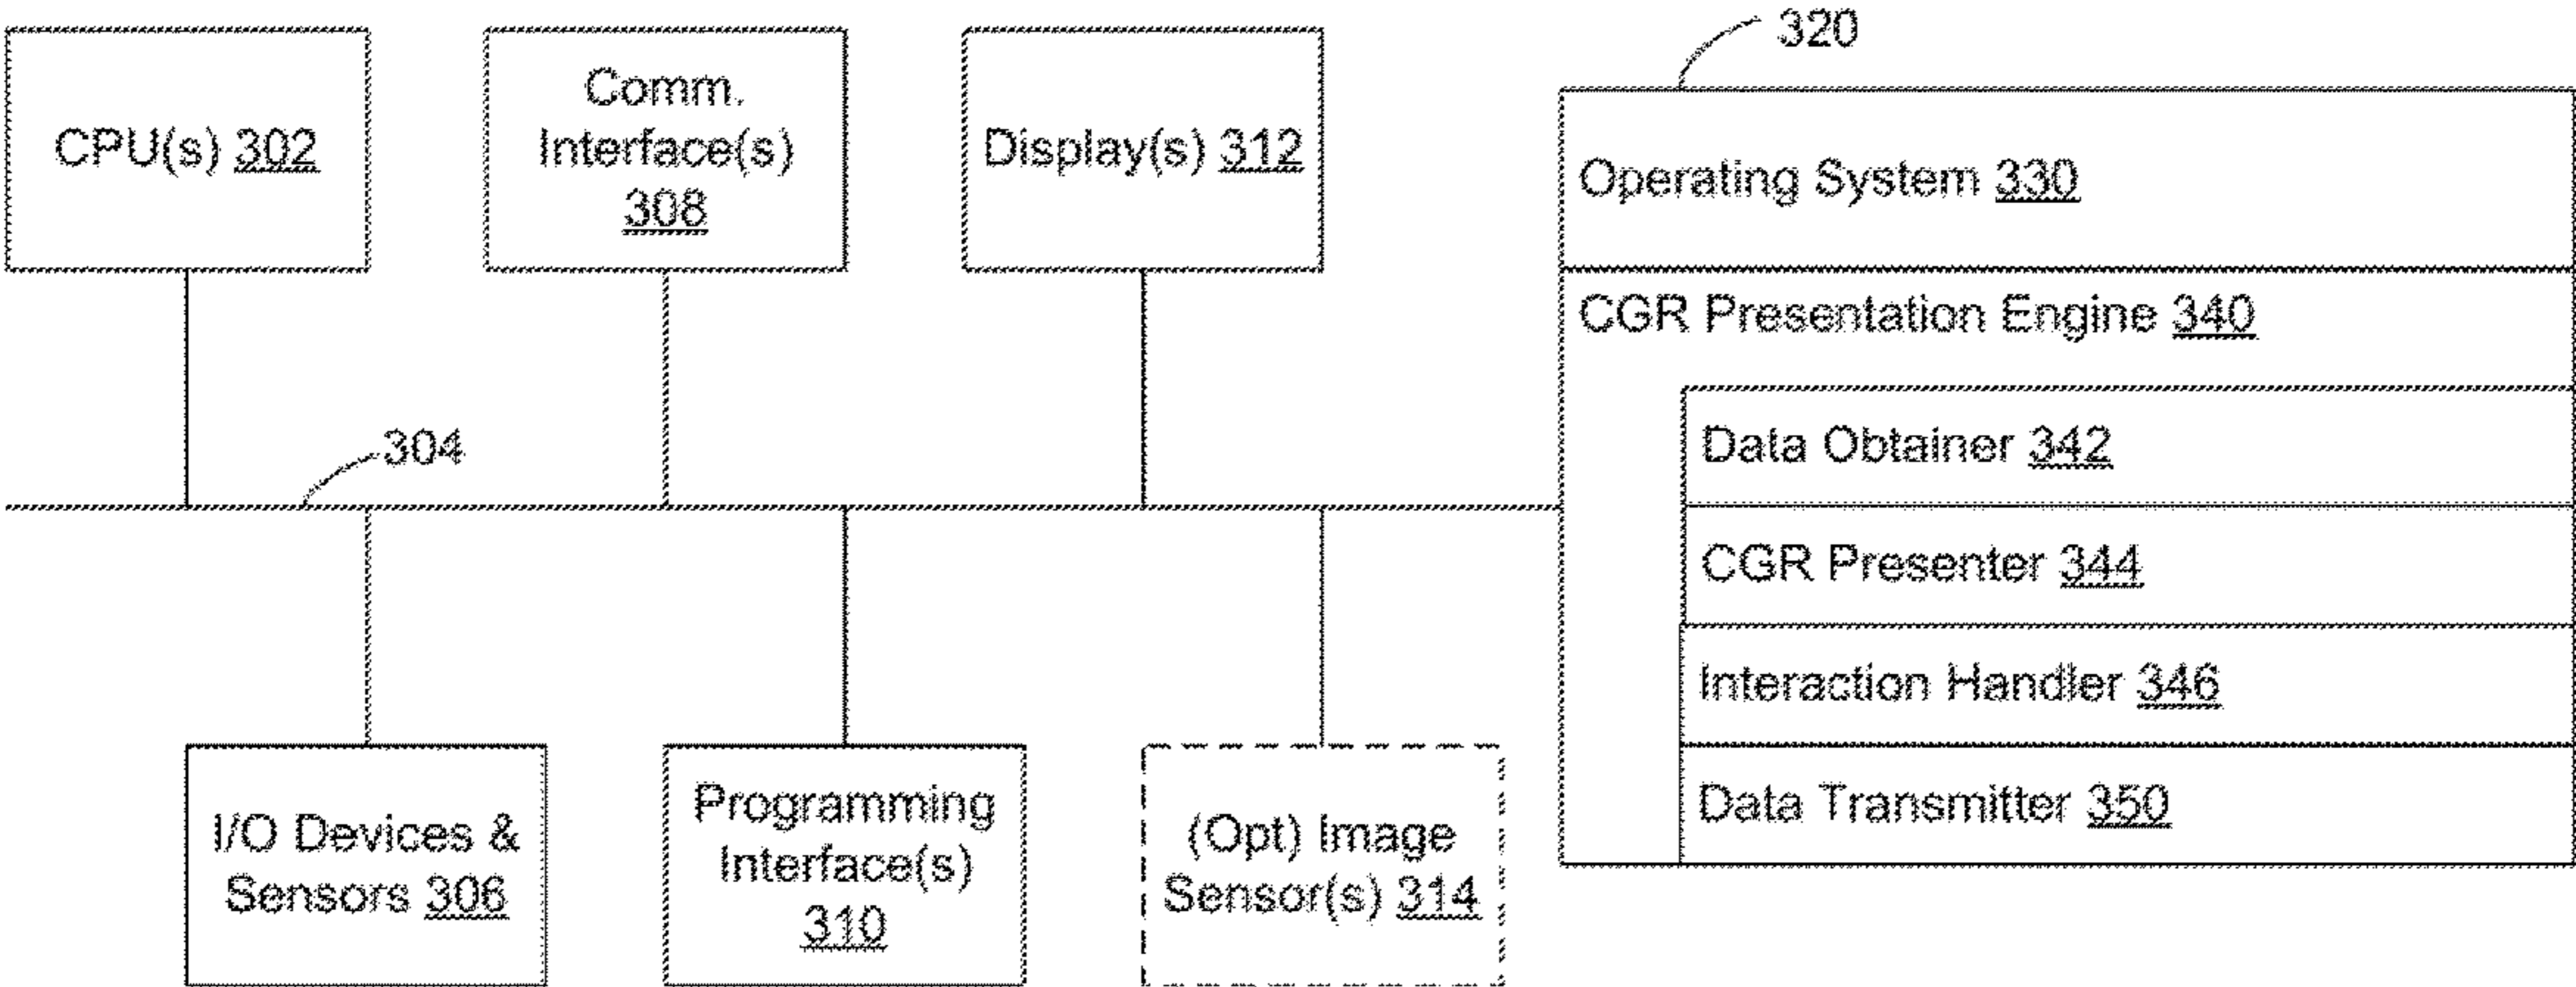 320
CPU(s) 302
Comm.
Interface(s)
308
Display(s) 312
Operating System 330
CGR Presentation Engine 340
Data Obtainer 342
304
CGR Presenter 344
Interaction Handler 346
Data Transmitter 350
I/O Devices &
Sensors 306
Programming
Interface(s)
310
(Opt) Image
Sensor(s) 314